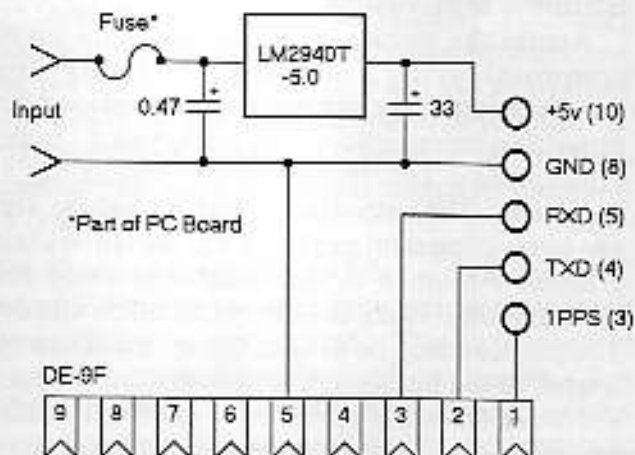 Fuse*
LM2940T
-5.0
+
0.47
+
33
Input
+5v (10)
GND (8)
*Part of PC Board
RXD (5)
TXD (4)
1PPS (3)
DE-9F
9 8 7 6 5 4 3 2 1